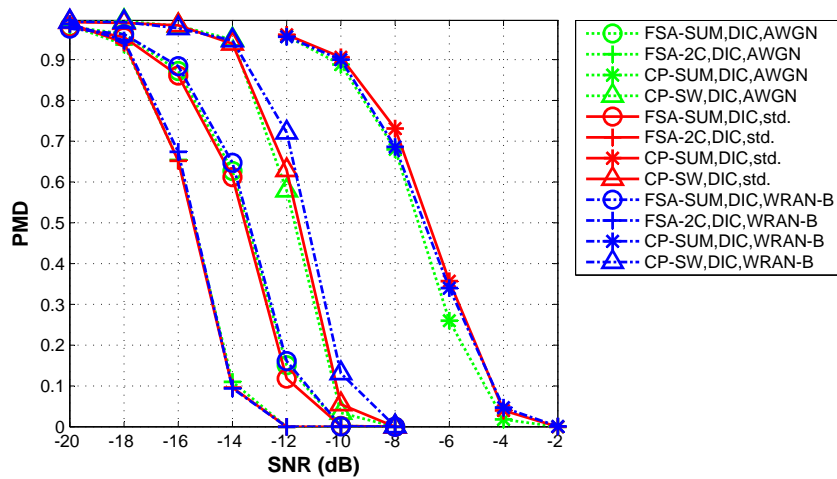 0.9
0.8
0.7
0.6
0.5
0.4
0.3
0.2
0.1
0
PMD
-20
-18
-16
-14
-12
-10
-8
-6
-4
-2
SNR (dB)
FSA-SUM,DIC,AWGN
FSA-2C,DIC,AWGN
CP-SUM,DIC,AWGN
CP-SW,DIC,AWGN
FSA-SUM,DIC,std.
FSA-2C,DIC,std.
CP-SUM,DIC,std.
CP-SW,DIC,std.
FSA-SUM,DIC,WRAN-B
FSA-2C,DIC,WRAN-B
CP-SUM,DIC,WRAN-B
CP-SW,DIC,WRAN-B